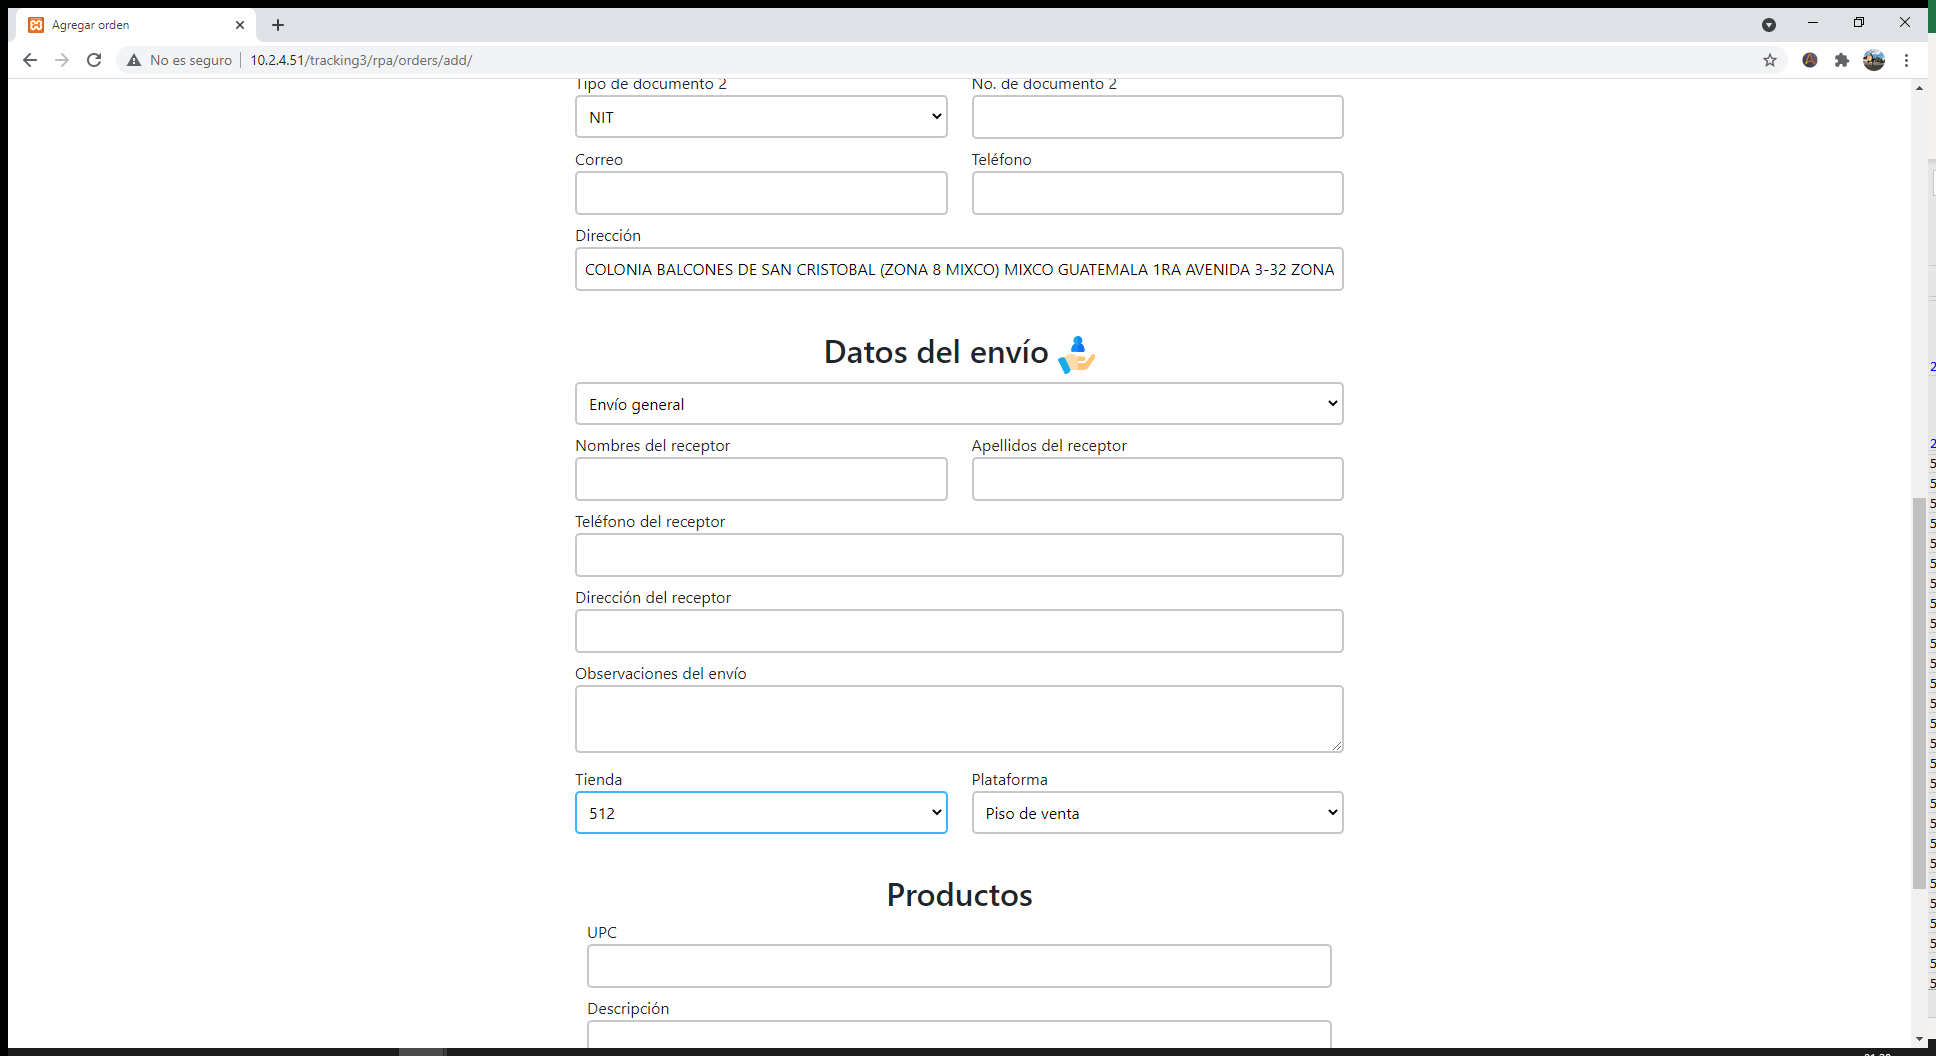 Agregar orden
No es seguro 10.2.4.51/tracking3/rpa/orders/add/
Tipo de documento 2 No. de documento 2
NIT
Correo Teléfono
Dirección
COLONIA BALCONES DE SAN CRISTOBAL (ZONA 8 MIXCO) MIXCO GUATEMALA 1RA AVENIDA 3-32 ZONA
Datos del envío
Envío general
Nombres del receptor Apellidos del receptor
Teléfono del receptor
Dirección del receptor
Observaciones del envío
Tienda Plataforma
512 Piso de venta
Productos
UPC
Descripción